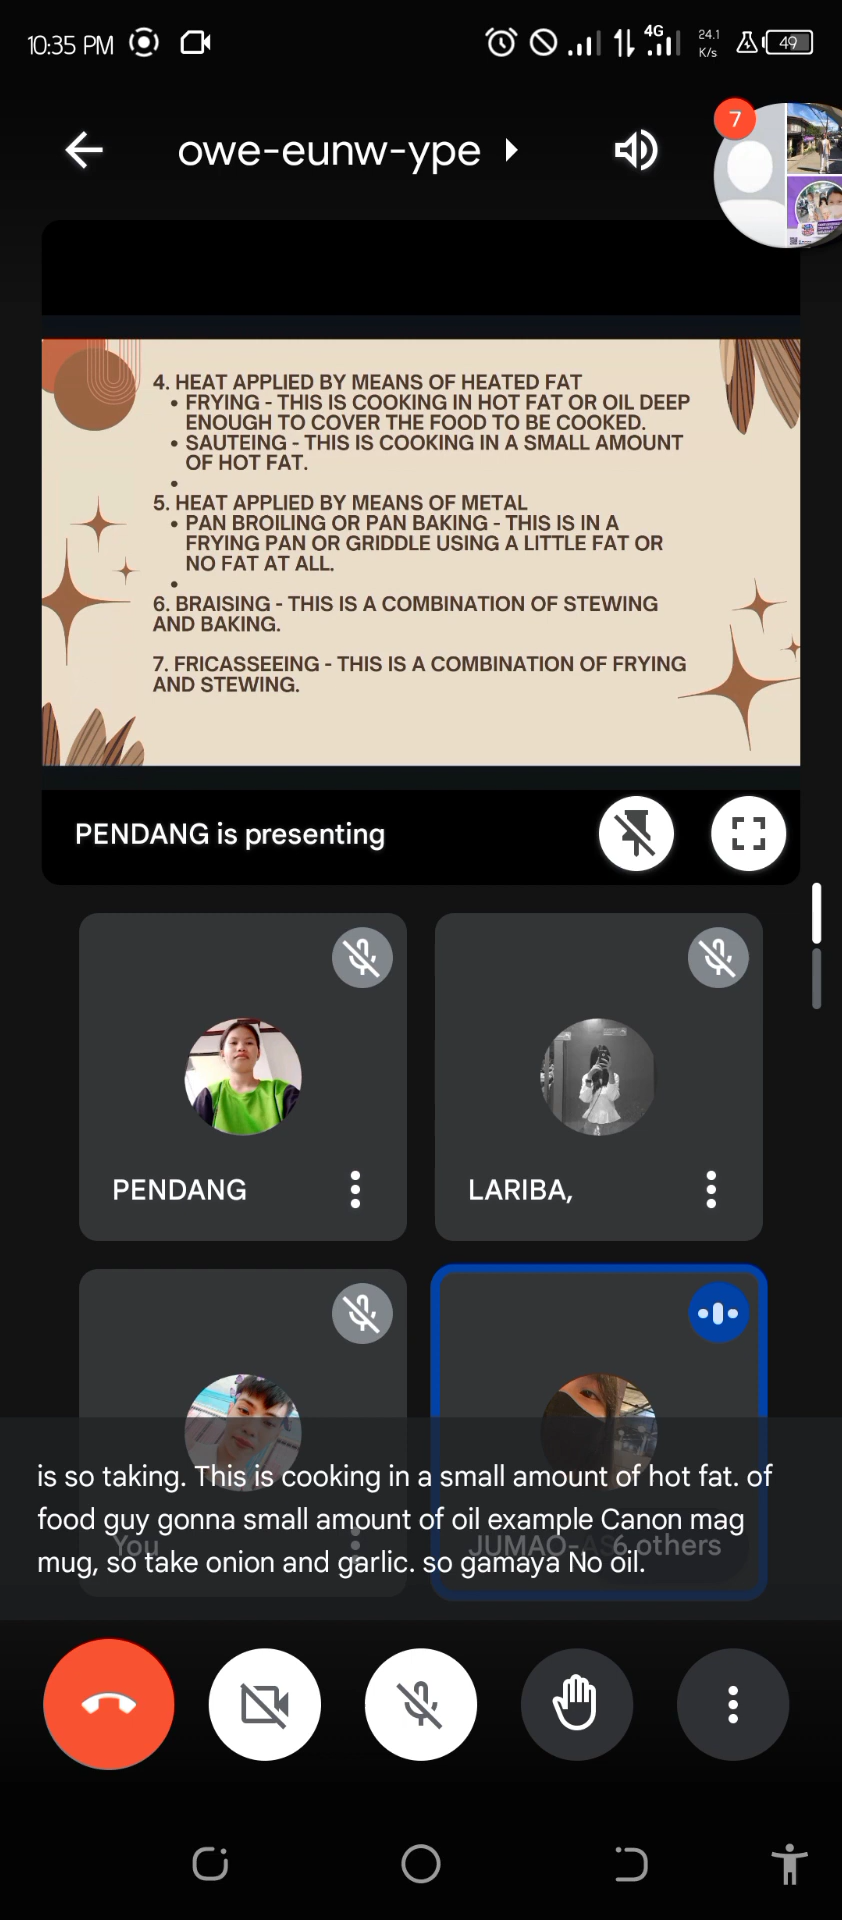 10:35 PM
4G
24.1
K/s
49
owe-eunw-ype
7
4. HEAT APPLIED BY MEANS OF HEATED FAT
• FRYING - THIS IS COOKING IN HOT FAT OR OIL DEEP
ENOUGH TO COVER THE FOOD TO BE COOKED.
• SAUTEING - THIS IS COOKING IN A SMALL AMOUNT
OF HOT FAT.
•
5. HEAT APPLIED BY MEANS OF METAL
• PAN BROILING OR PAN BAKING - THIS IS IN A
FRYING PAN OR GRIDDLE USING A LITTLE FAT OR
NO FAT AT ALL.
•
6. BRAISING - THIS IS A COMBINATION OF STEWING
AND BAKING.
7. FRICASSEEING - THIS IS A COMBINATION OF FRYING
AND STEWING.
PENDANG is presenting
PENDANG
LARIBA,
is so taking. This is cooking in a small amount of hot fat. of
food guy gonna small amount of oil example Canon mag
You
JUMAO-AS
6 others
mug, so take onion and garlic. so gamaya No oil.